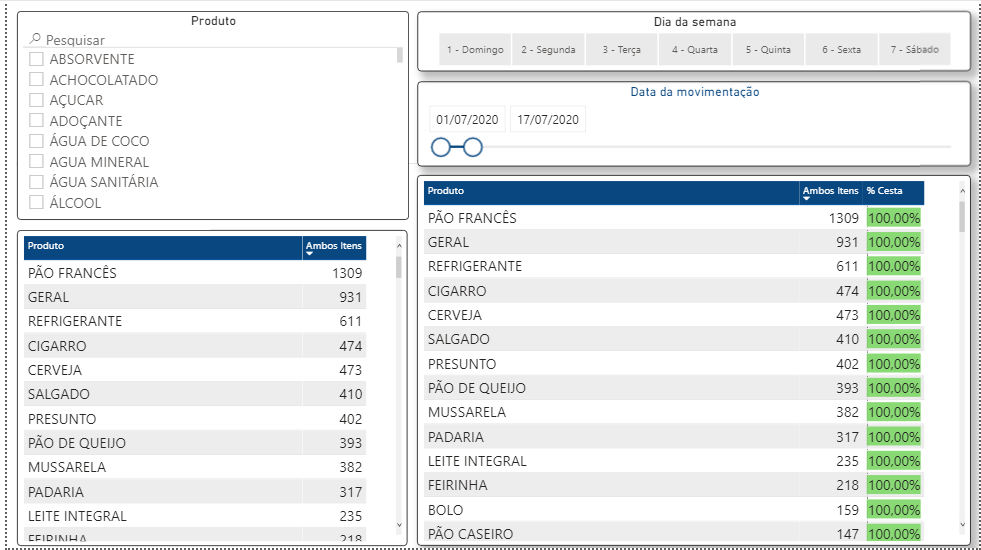 Produto
Pesquisar
ABSORVENTE
ACHOCOLATADO
AÇUCAR
ADOÇANTE
ÁGUA DE COCO
AGUA MINERAL
ÁGUA SANITÁRIA
ÁLCOOL
Dia da semana
1 - Domingo 2 - Segunda 3 - Terça 4 - Quarta 5 - Quinta 6 - Sexta 7 - Sábado
Data da movimentação
01/07/2020 17/07/2020
Produto Ambos Itens
PÃO FRANCÊS 1309
GERAL 931
REFRIGERANTE 611
CIGARRO 474
CERVEJA 473
SALGADO 410
PRESUNTO 402
PÃO DE QUEIJO 393
MUSSARELA 382
PADARIA 317
LEITE INTEGRAL 235
FEIRINHA 218
Produto Ambos Itens % Cesta
PÃO FRANCÊS 1309 100,00%
GERAL 931 100,00%
REFRIGERANTE 611 100,00%
CIGARRO 474 100,00%
CERVEJA 473 100,00%
SALGADO 410 100,00%
PRESUNTO 402 100,00%
PÃO DE QUEIJO 393 100,00%
MUSSARELA 382 100,00%
PADARIA 317 100,00%
LEITE INTEGRAL 235 100,00%
FEIRINHA 218 100,00%
BOLO 159 100,00%
PÃO CASEIRO 147 100,00%